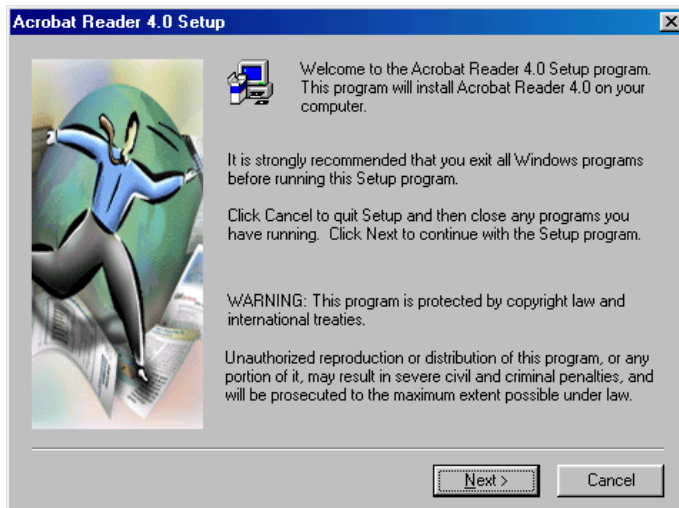 Acrobat Reader 4.0 Setup
Welcome to the Acrobat Reader 4.0 Setup program.
This program will install Acrobat Reader 4.0 on your
computer.
It is strongly recommended that you exit all Windows programs
before running this Setup program.
Click Cancel to quit Setup and then close any programs you
have running. Click Next to continue with the Setup program.
WARNING: This program is protected by copyright law and
international treaties.
Unauthorized reproduction or distribution of this program, or any
portion of it, may result in severe civil and criminal penalties, and
will be prosecuted to the maximum extent possible under law.
Next >
Cancel